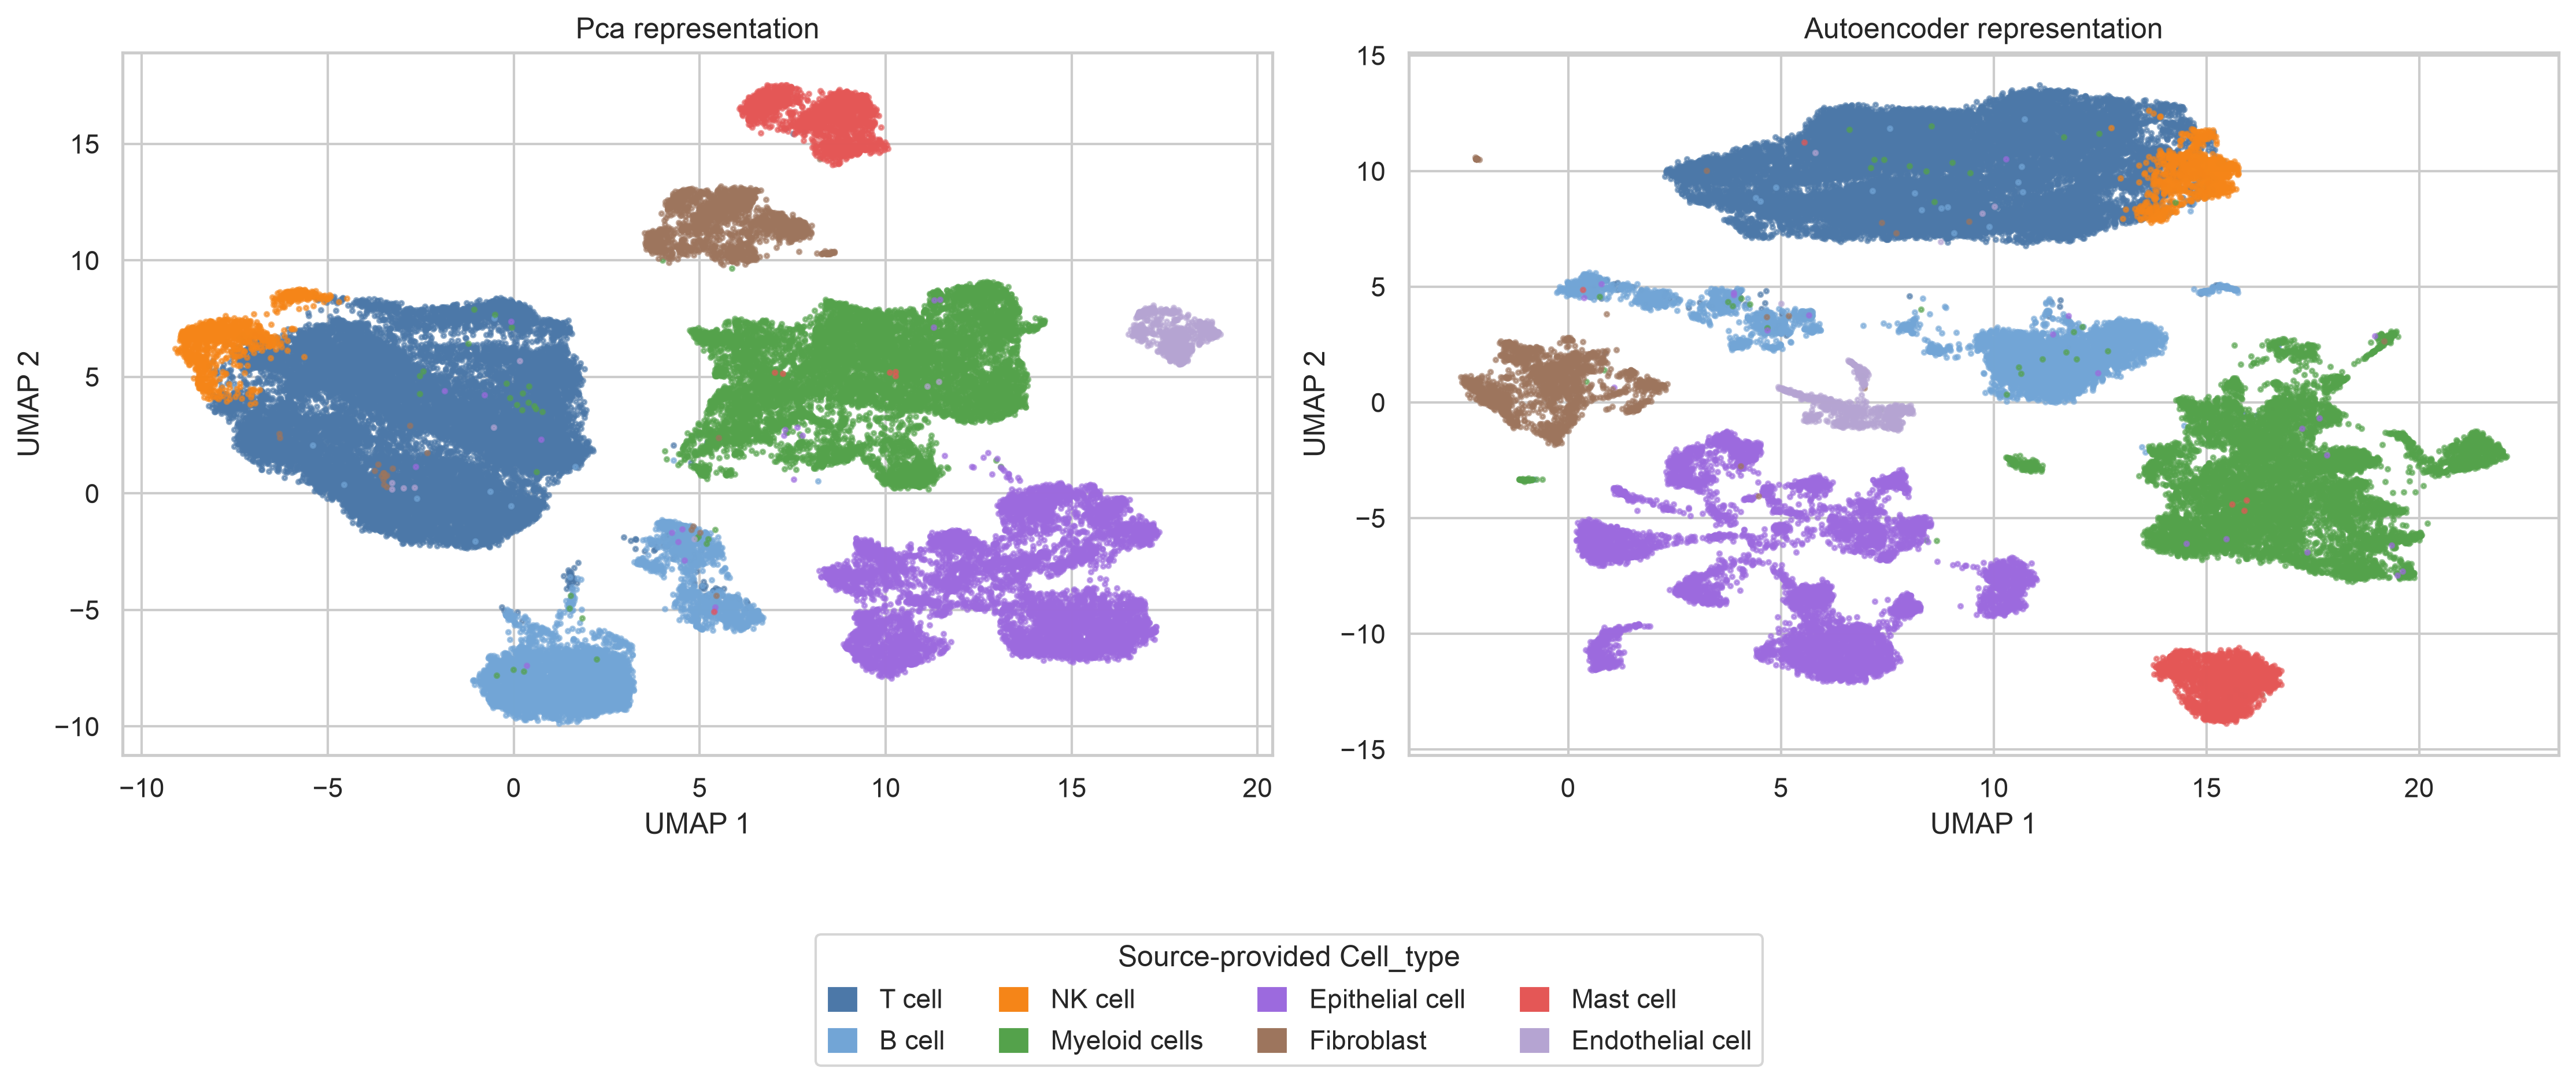 Pca representation
15
10
5
0
−5
−10
UMAP 2
−10 −5 0 5 10 15 20
UMAP 1
Autoencoder representation
15
10
5
0
−5
−10
−15
UMAP 2
0 5 10 15 20
UMAP 1
Source-provided Cell_type
T cell NK cell Epithelial cell Mast cell
B cell Myeloid cells Fibroblast Endothelial cell